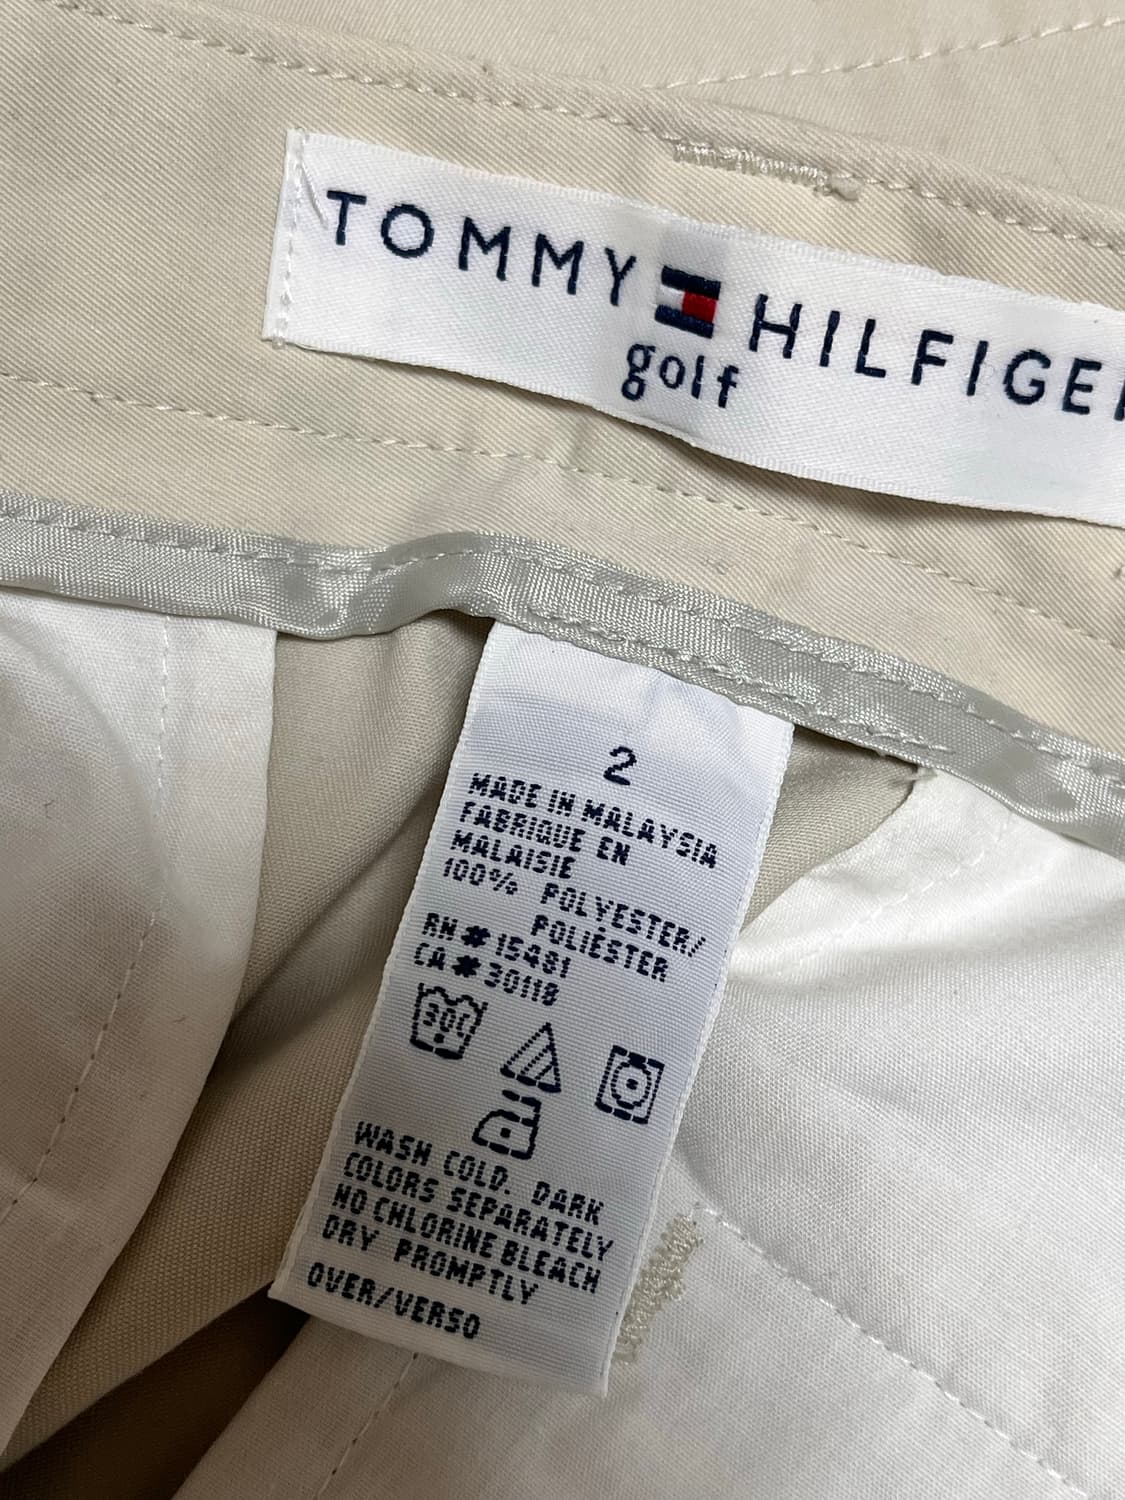 TOMMY HILFIGE
golf
2
MADE IN MALAYSIA
FABRIQUE EN
MALAISIE
100% POLYESTER/
POLIÉSTER
RN#15481
CA#30118
30C
WASH COLD. DARK
COLORS SEPARATELY
NO CHLORINE BLEACH
DRY PROMPTLY
OVER/VERSO